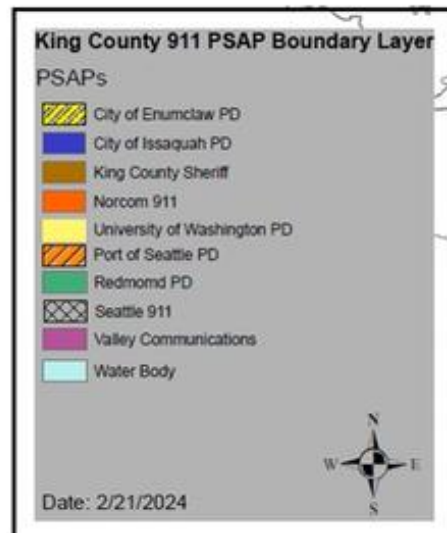 King County 911 PSAP Boundary Layer
PSAPs
City of Enumclaw PD
City of Issaquah PD
King County Sheriff
Norcom 911
University of Washington PD
Port of Seattle PD
Redmomd PD
Seattle 911
Valley Communications
Water Body
N
W E
S
Date: 2/21/2024